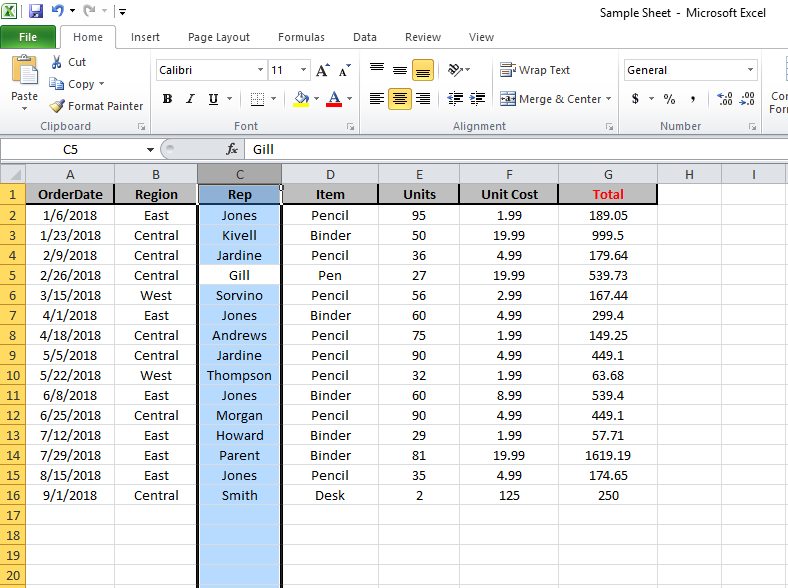 Sample Sheet - Microsoft Excel
File Home Insert Page Layout Formulas Data Review View
Paste
Cut
Copy
Format Painter
Clipboard
Calibri 11 A A
B I U A
Font
Wrap Text
Merge & Center
Alignment
General
$ % ,
Number
C5 fx Gill
A B C D E F G H I
1 OrderDate Region Rep Item Units Unit Cost Total
2 1/6/2018 East Jones Pencil 95 1.99 189.05
3 1/23/2018 Central Kivell Binder 50 19.99 999.5
4 2/9/2018 Central Jardine Pencil 36 4.99 179.64
5 2/26/2018 Central Gill Pen 27 19.99 539.73
6 3/15/2018 West Sorvino Pencil 56 2.99 167.44
7 4/1/2018 East Jones Binder 60 4.99 299.4
8 4/18/2018 Central Andrews Pencil 75 1.99 149.25
9 5/5/2018 Central Jardine Pencil 90 4.99 449.1
10 5/22/2018 West Thompson Pencil 32 1.99 63.68
11 6/8/2018 East Jones Binder 60 8.99 539.4
12 6/25/2018 Central Morgan Pencil 90 4.99 449.1
13 7/12/2018 East Howard Binder 29 1.99 57.71
14 7/29/2018 East Parent Binder 81 19.99 1619.19
15 8/15/2018 East Jones Pencil 35 4.99 174.65
16 9/1/2018 Central Smith Desk 2 125 250
17
18
19
20